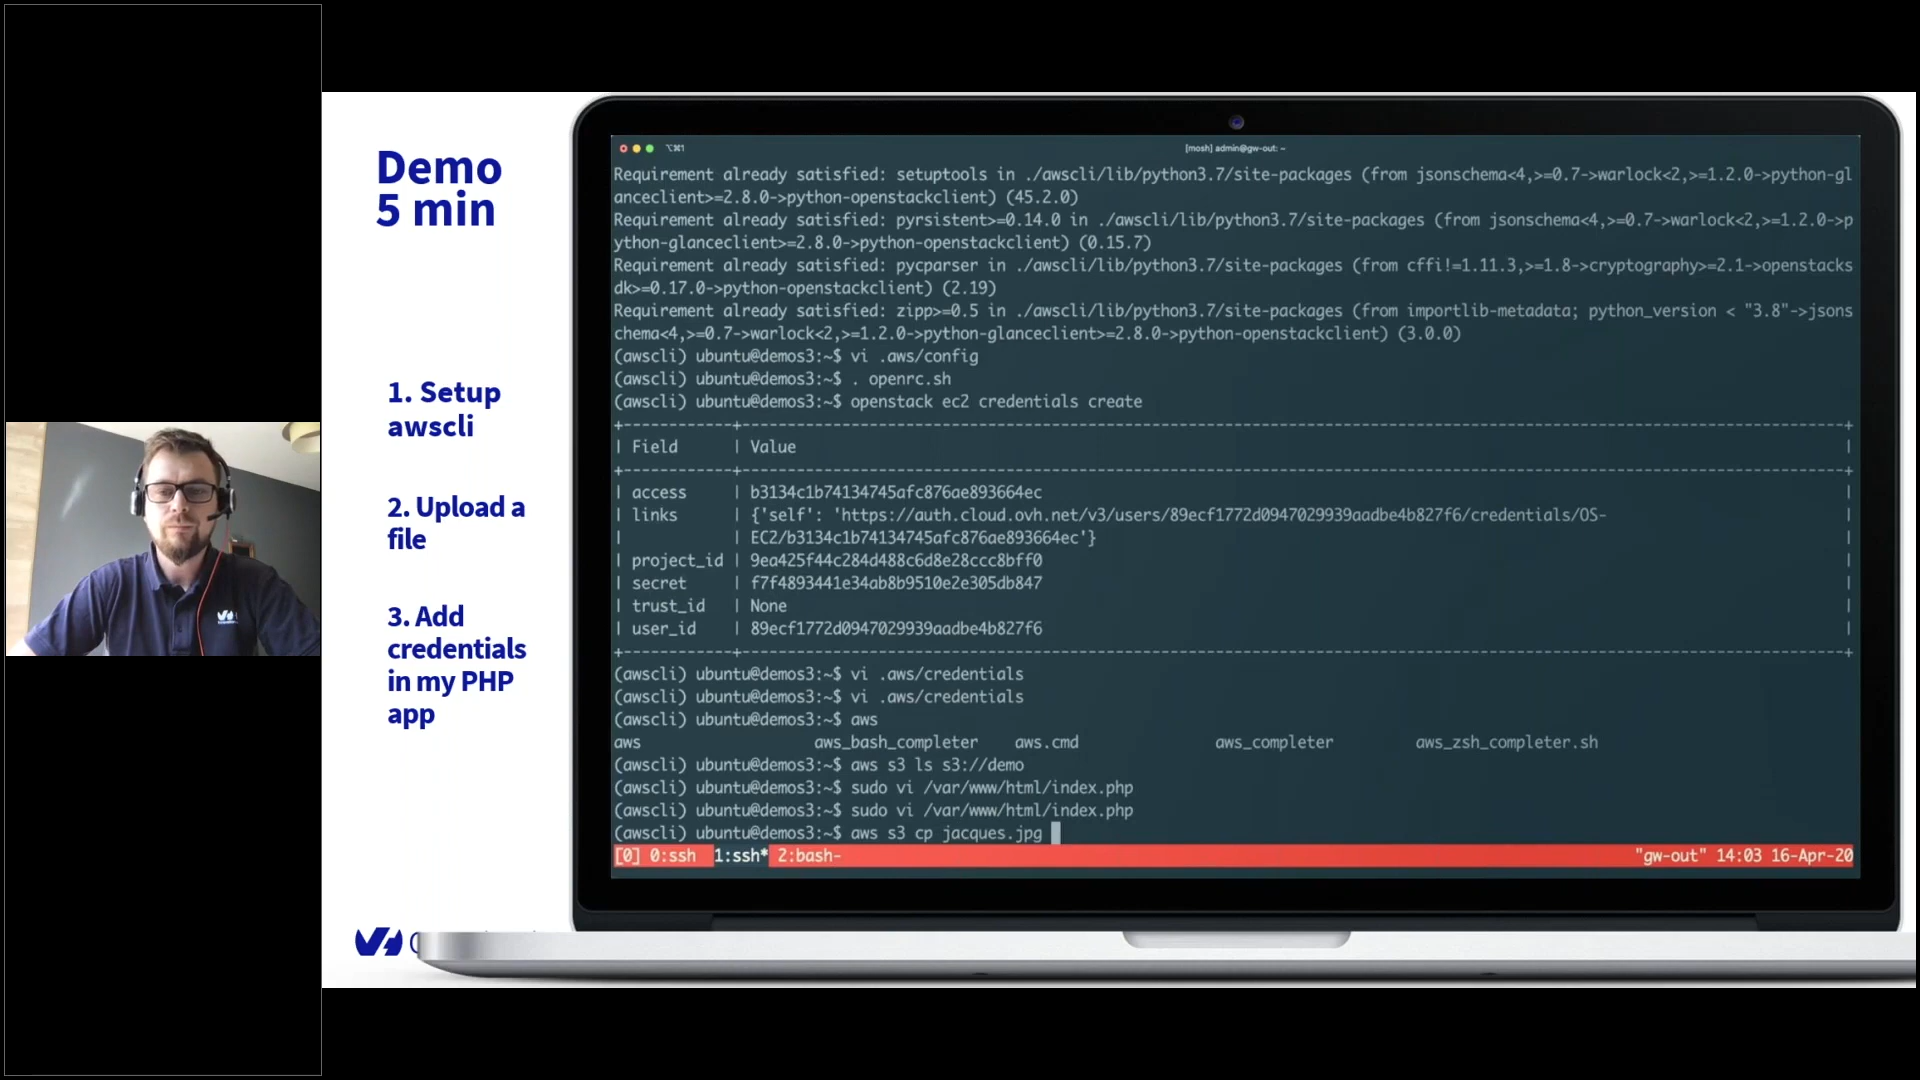 Demo
5 min
1. Setup
awscli
2. Upload a
file
3. Add
credentials
in my PHP
app
⌥⌘1
[mosh] admin@gw-out: ~
Requirement already satisfied: setuptools in ./awscli/lib/python3.7/site-packages (from jsonschema<4,>=0.7->warlock<2,>=1.2.0->python-gl
anceclient>=2.8.0->python-openstackclient) (45.2.0)
Requirement already satisfied: pyrsistent>=0.14.0 in ./awscli/lib/python3.7/site-packages (from jsonschema<4,>=0.7->warlock<2,>=1.2.0->p
ython-glanceclient>=2.8.0->python-openstackclient) (0.15.7)
Requirement already satisfied: pycparser in ./awscli/lib/python3.7/site-packages (from cffi!=1.11.3,>=1.8->cryptography>=2.1->openstacks
dk>=0.17.0->python-openstackclient) (2.19)
Requirement already satisfied: zipp>=0.5 in ./awscli/lib/python3.7/site-packages (from importlib-metadata; python_version < "3.8"->jsons
chema<4,>=0.7->warlock<2,>=1.2.0->python-glanceclient>=2.8.0->python-openstackclient) (3.0.0)
(awscli) ubuntu@demos3:~$ vi .aws/config
(awscli) ubuntu@demos3:~$ . openrc.sh
(awscli) ubuntu@demos3:~$ openstack ec2 credentials create
| Field | Value |
| access | b3134c1b74134745afc876ae893664ec |
| links | {'self': 'https://auth.cloud.ovh.net/v3/users/89ecf1772d0947029939aadbe4b827f6/credentials/OS- |
| | EC2/b3134c1b74134745afc876ae893664ec'} |
| project_id | 9ea425f44c284d488c6d8e28ccc8bff0 |
| secret | f7f4893441e34ab8b9510e2e305db847 |
| trust_id | None |
| user_id | 89ecf1772d0947029939aadbe4b827f6 |
(awscli) ubuntu@demos3:~$ vi .aws/credentials
(awscli) ubuntu@demos3:~$ vi .aws/credentials
(awscli) ubuntu@demos3:~$ aws
aws aws_bash_completer aws.cmd aws_completer aws_zsh_completer.sh
(awscli) ubuntu@demos3:~$ aws s3 ls s3://demo
(awscli) ubuntu@demos3:~$ sudo vi /var/www/html/index.php
(awscli) ubuntu@demos3:~$ sudo vi /var/www/html/index.php
(awscli) ubuntu@demos3:~$ aws s3 cp jacques.jpg
[0] 0:ssh 1:ssh* 2:bash- "gw-out" 14:03 16-Apr-20